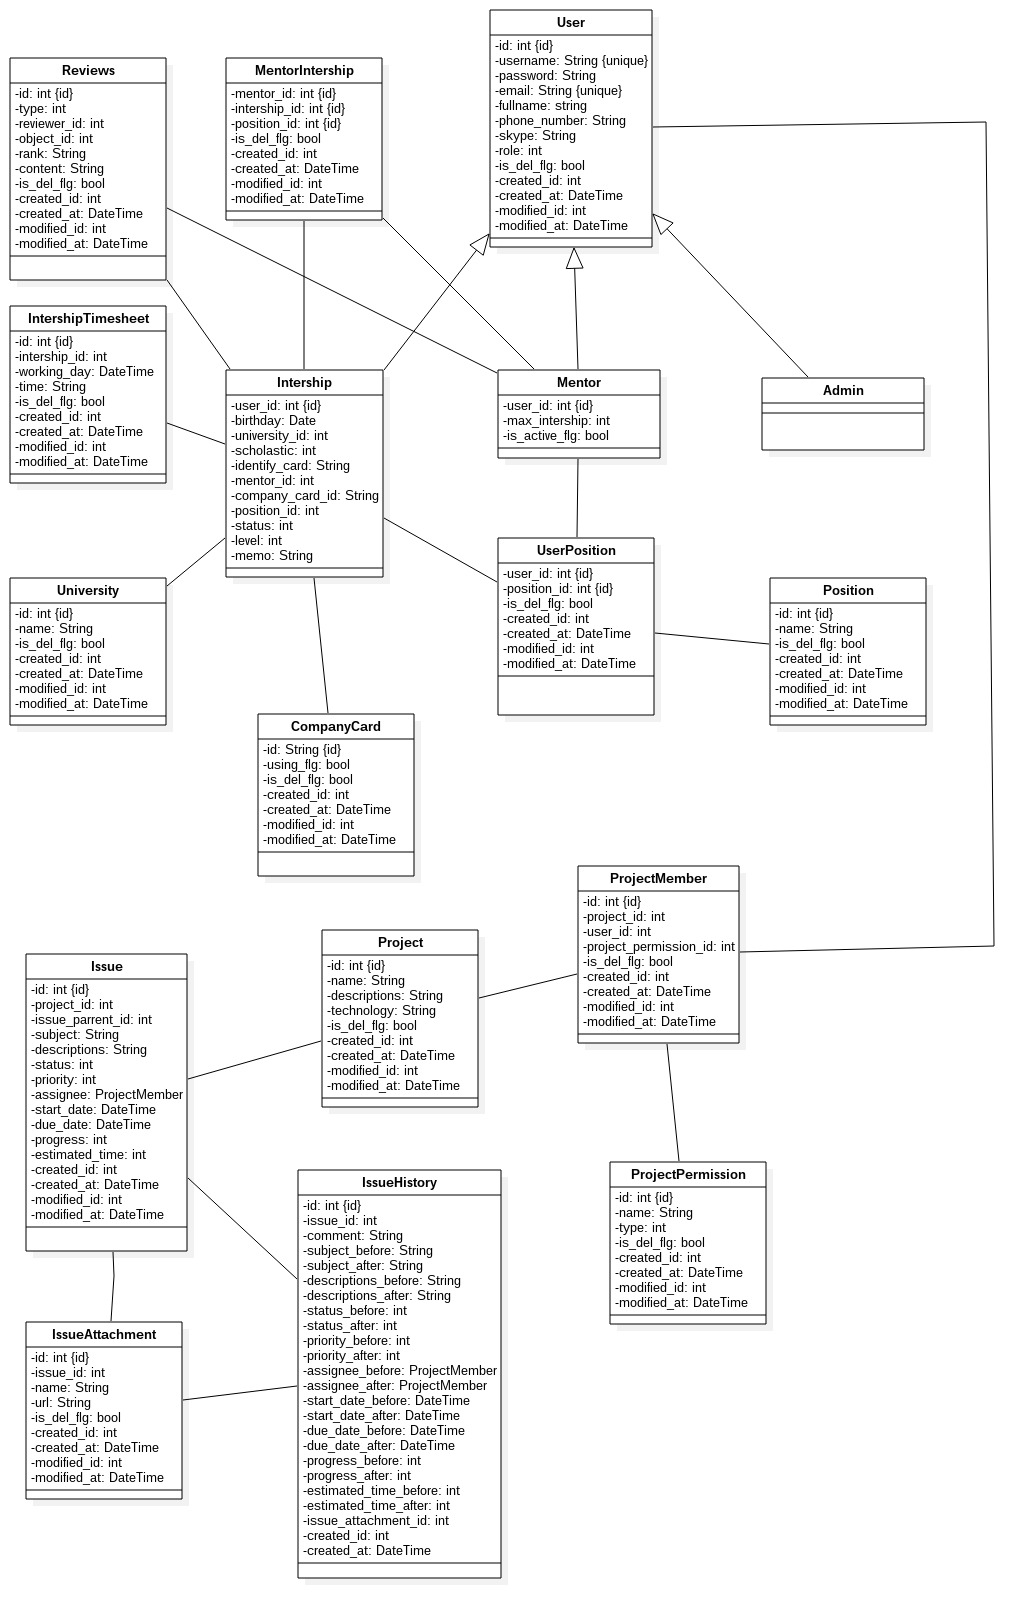 User
-id: int {id}
-username: String {unique}
-password: String
-email: String {unique}
-fullname: string
-phone_number: String
-skype: String
-role: int
-is_del_flg: bool
-created_id: int
-created_at: DateTime
-modified_id: int
-modified_at: DateTime
Reviews
-id: int {id}
-type: int
-reviewer_id: int
-object_id: int
-rank: String
-content: String
-is_del_flg: bool
-created_id: int
-created_at: DateTime
-modified_id: int
-modified_at: DateTime
MentorIntership
-mentor_id: int {id}
-intership_id: int {id}
-position_id: int {id}
-is_del_flg: bool
-created_id: int
-created_at: DateTime
-modified_id: int
-modified_at: DateTime
IntershipTimesheet
-id: int {id}
-intership_id: int
-working_day: DateTime
-time: String
-is_del_flg: bool
-created_id: int
-created_at: DateTime
-modified_id: int
-modified_at: DateTime
Intership
-user_id: int {id}
-birthday: Date
-university_id: int
-scholastic: int
-identify_card: String
-mentor_id: int
-company_card_id: String
-position_id: int
-status: int
-level: int
-memo: String
Mentor
-user_id: int {id}
-max_intership: int
-is_active_flg: bool
Admin
University
-id: int {id}
-name: String
-is_del_flg: bool
-created_id: int
-created_at: DateTime
-modified_id: int
-modified_at: DateTime
UserPosition
-user_id: int {id}
-position_id: int {id}
-is_del_flg: bool
-created_id: int
-created_at: DateTime
-modified_id: int
-modified_at: DateTime
Position
-id: int {id}
-name: String
-is_del_flg: bool
-created_id: int
-created_at: DateTime
-modified_id: int
-modified_at: DateTime
CompanyCard
-id: String {id}
-using_flg: bool
-is_del_flg: bool
-created_id: int
-created_at: DateTime
-modified_id: int
-modified_at: DateTime
ProjectMember
-id: int {id}
-project_id: int
-user_id: int
-project_permission_id: int
-is_del_flg: bool
-created_id: int
-created_at: DateTime
-modified_id: int
-modified_at: DateTime
Project
-id: int {id}
-name: String
-descriptions: String
-technology: String
-is_del_flg: bool
-created_id: int
-created_at: DateTime
-modified_id: int
-modified_at: DateTime
Issue
-id: int {id}
-project_id: int
-issue_parrent_id: int
-subject: String
-descriptions: String
-status: int
-priority: int
-assignee: ProjectMember
-start_date: DateTime
-due_date: DateTime
-progress: int
-estimated_time: int
-created_id: int
-created_at: DateTime
-modified_id: int
-modified_at: DateTime
ProjectPermission
-id: int {id}
-name: String
-type: int
-is_del_flg: bool
-created_id: int
-created_at: DateTime
-modified_id: int
-modified_at: DateTime
IssueHistory
-id: int {id}
-issue_id: int
-comment: String
-subject_before: String
-subject_after: String
-descriptions_before: String
-descriptions_after: String
-status_before: int
-status_after: int
-priority_before: int
-priority_after: int
-assignee_before: ProjectMember
-assignee_after: ProjectMember
-start_date_before: DateTime
-start_date_after: DateTime
-due_date_before: DateTime
-due_date_after: DateTime
-progress_before: int
-progress_after: int
-estimated_time_before: int
-estimated_time_after: int
-issue_attachment_id: int
-created_id: int
-created_at: DateTime
IssueAttachment
-id: int {id}
-issue_id: int
-name: String
-url: String
-is_del_flg: bool
-created_id: int
-created_at: DateTime
-modified_id: int
-modified_at: DateTime